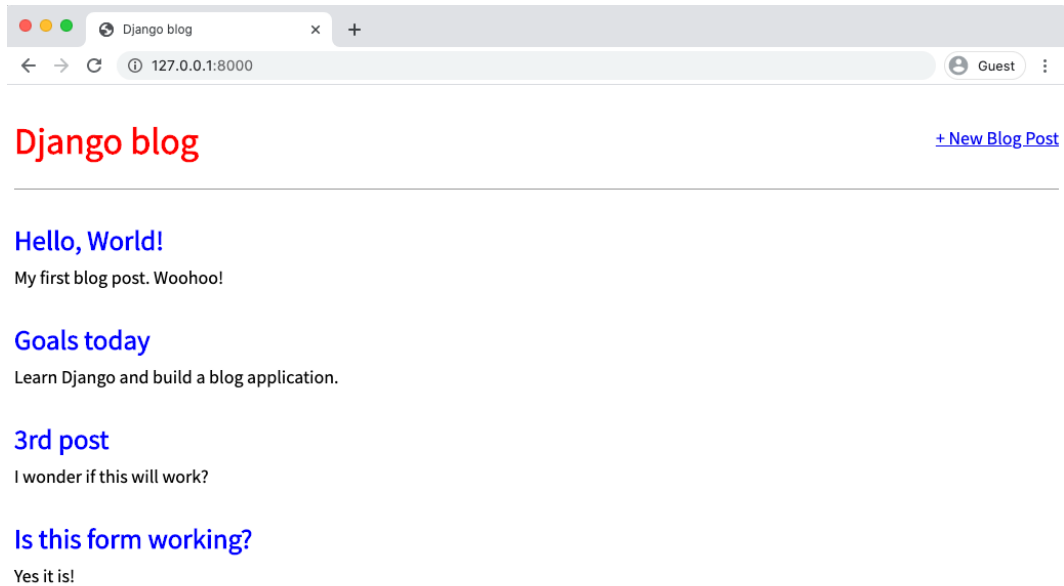 Django blog
127.0.0.1:8000
Guest
Django blog
+ New Blog Post
Hello, World!
My first blog post. Woohoo!
Goals today
Learn Django and build a blog application.
3rd post
I wonder if this will work?
Is this form working?
Yes it is!